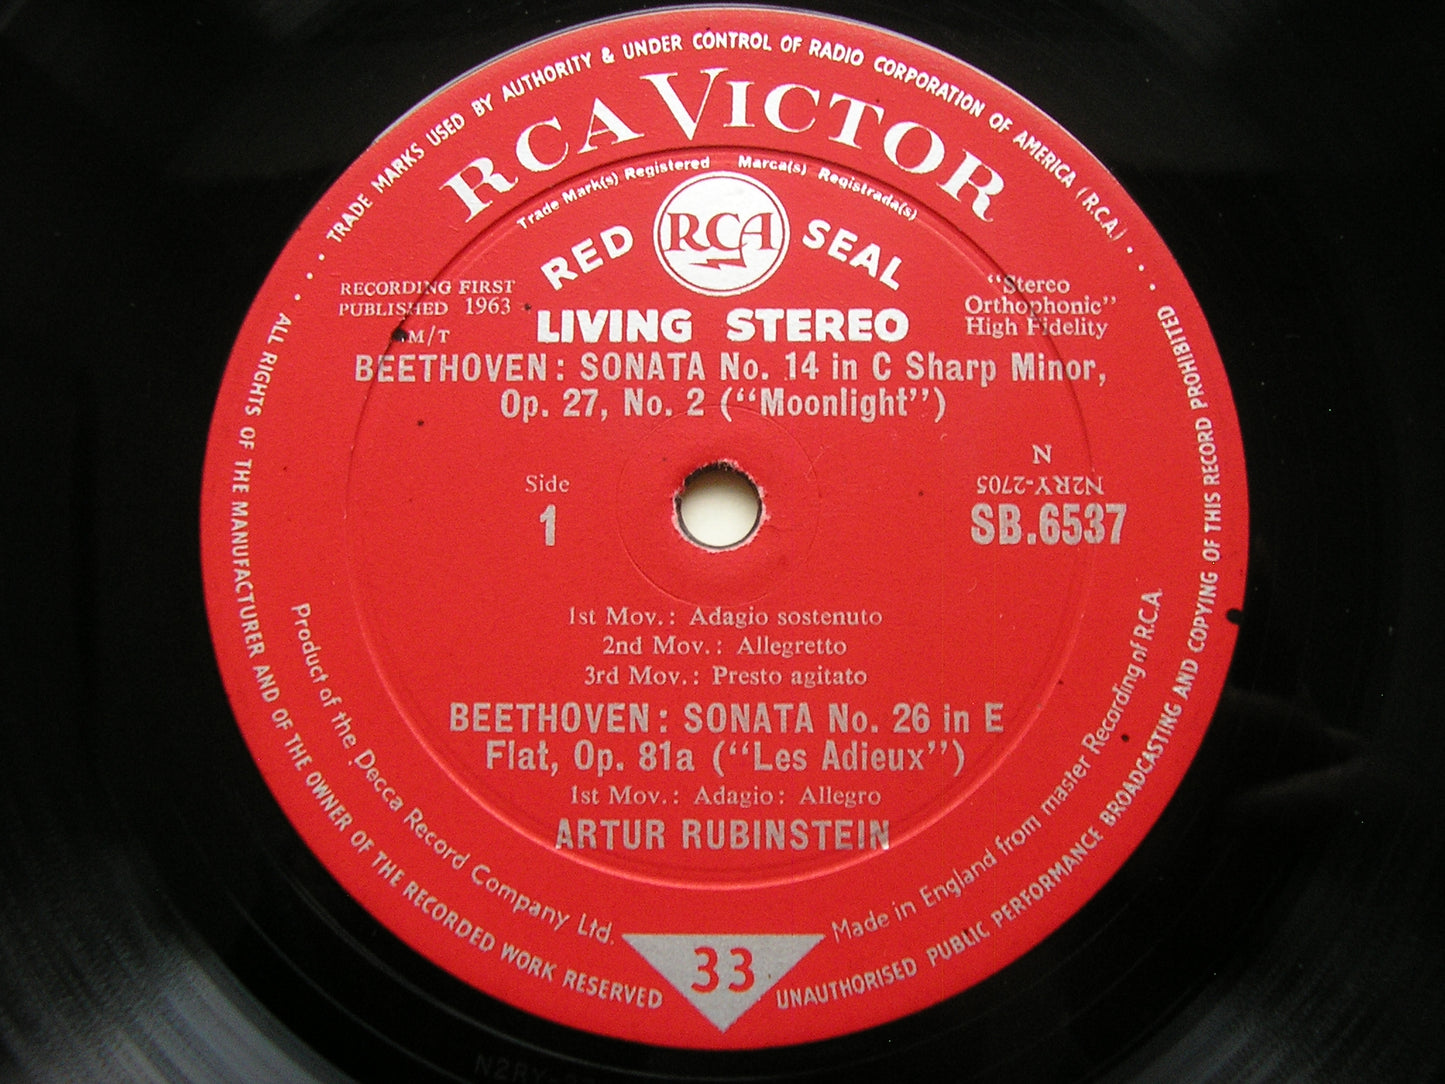 TRADE MARKS USED BY AUTHORITY & UNDER CONTROL OF RADIO CORPORATION OF AMERICA (R.C.A.)
RCA VICTOR
Trade Mark(s) Registered Marca(s) Registrada(s)
RED RCA SEAL
RECORDING FIRST
PUBLISHED 1963
M/T
LIVING STEREO
"Stereo
Orthophonic"
High Fidelity
BEETHOVEN: SONATA No. 14 in C Sharp Minor,
Op. 27, No. 2 ("Moonlight")
Side
1
N
N2RY-2705
SB.6537
1st Mov.: Adagio sostenuto
2nd Mov.: Allegretto
3rd Mov.: Presto agitato
BEETHOVEN: SONATA No. 26 in E
Flat, Op. 81a ("Les Adieux")
1st Mov.: Adagio: Allegro
ARTUR RUBINSTEIN
Product of the Decca Record Company Ltd.
Made in England from master Recording of R.C.A.
33
ALL RIGHTS OF THE MANUFACTURER AND OF THE OWNER OF THE RECORDED WORK RESERVED
UNAUTHORISED PUBLIC PERFORMANCE BROADCASTING AND COPYING OF THIS RECORD PROHIBITED